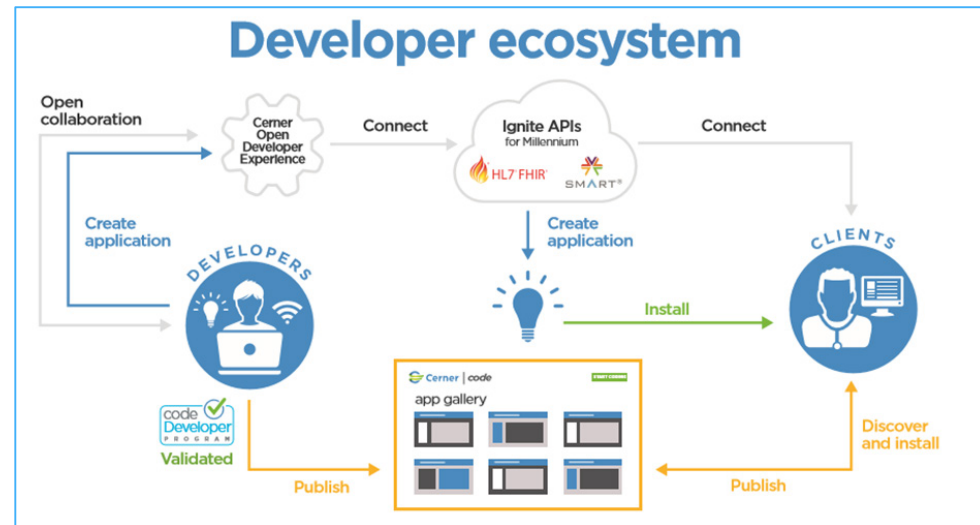 Developer ecosystem
Open
collaboration
Cerner
Open
Developer
Experience
Connect
Ignite APIs
for Millennium
HL7® FHIR®
SMART®
Connect
Create
application
Create
application
DEVELOPERS
CLIENTS
Install
Cerner | code
START CODING
app gallery
code
Developer
PROGRAM
Validated
Publish
Discover
and install
Publish